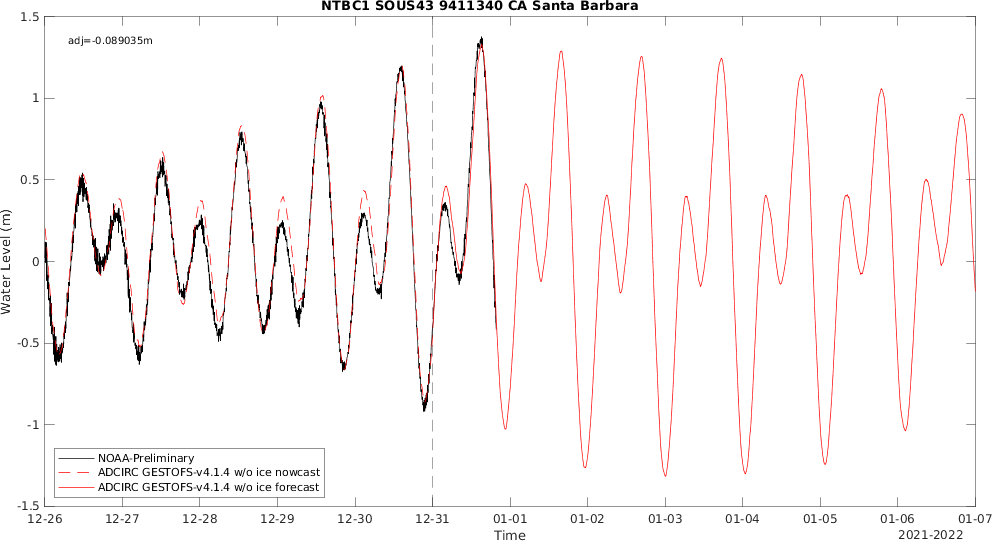 NTBC1 SOUS43 9411340 CA Santa Barbara
adj=-0.089035m
1.5
1
0.5
0
-0.5
-1
-1.5
Water Level (m)
NOAA-Preliminary
ADCIRC GESTOFS-v4.1.4 w/o ice nowcast
ADCIRC GESTOFS-v4.1.4 w/o ice forecast
12-26 12-27 12-28 12-29 12-30 12-31 01-01 01-02 01-03 01-04 01-05 01-06 01-07
Time
2021-2022